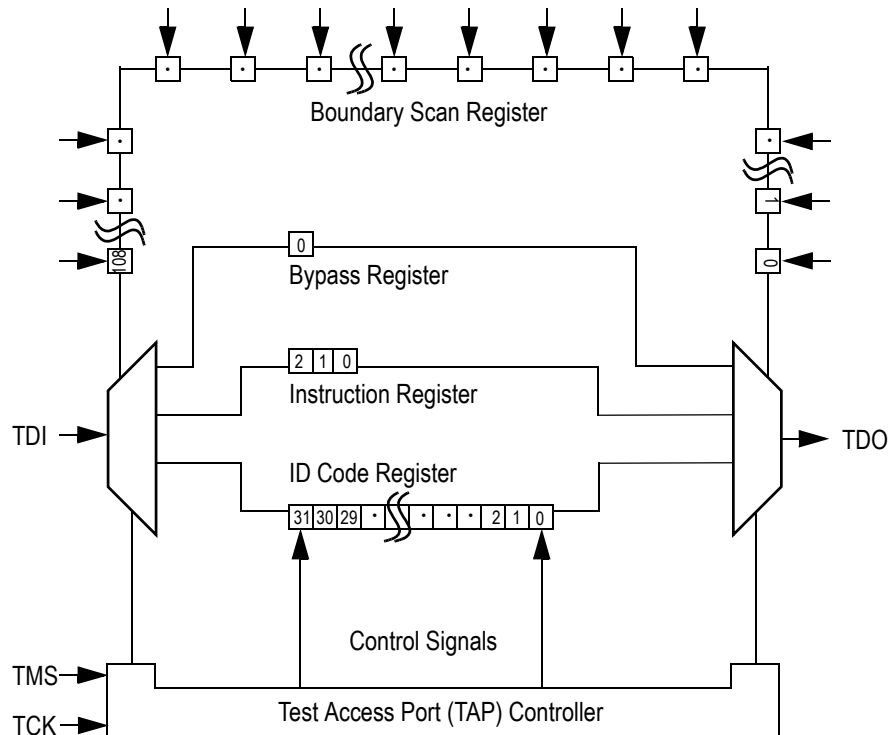 Boundary Scan Register
108
1
0
0
Bypass Register
2 1 0
Instruction Register
TDI
TDO
ID Code Register
31 30 29 · · · · 2 1 0
Control Signals
TMS
Test Access Port (TAP) Controller
TCK